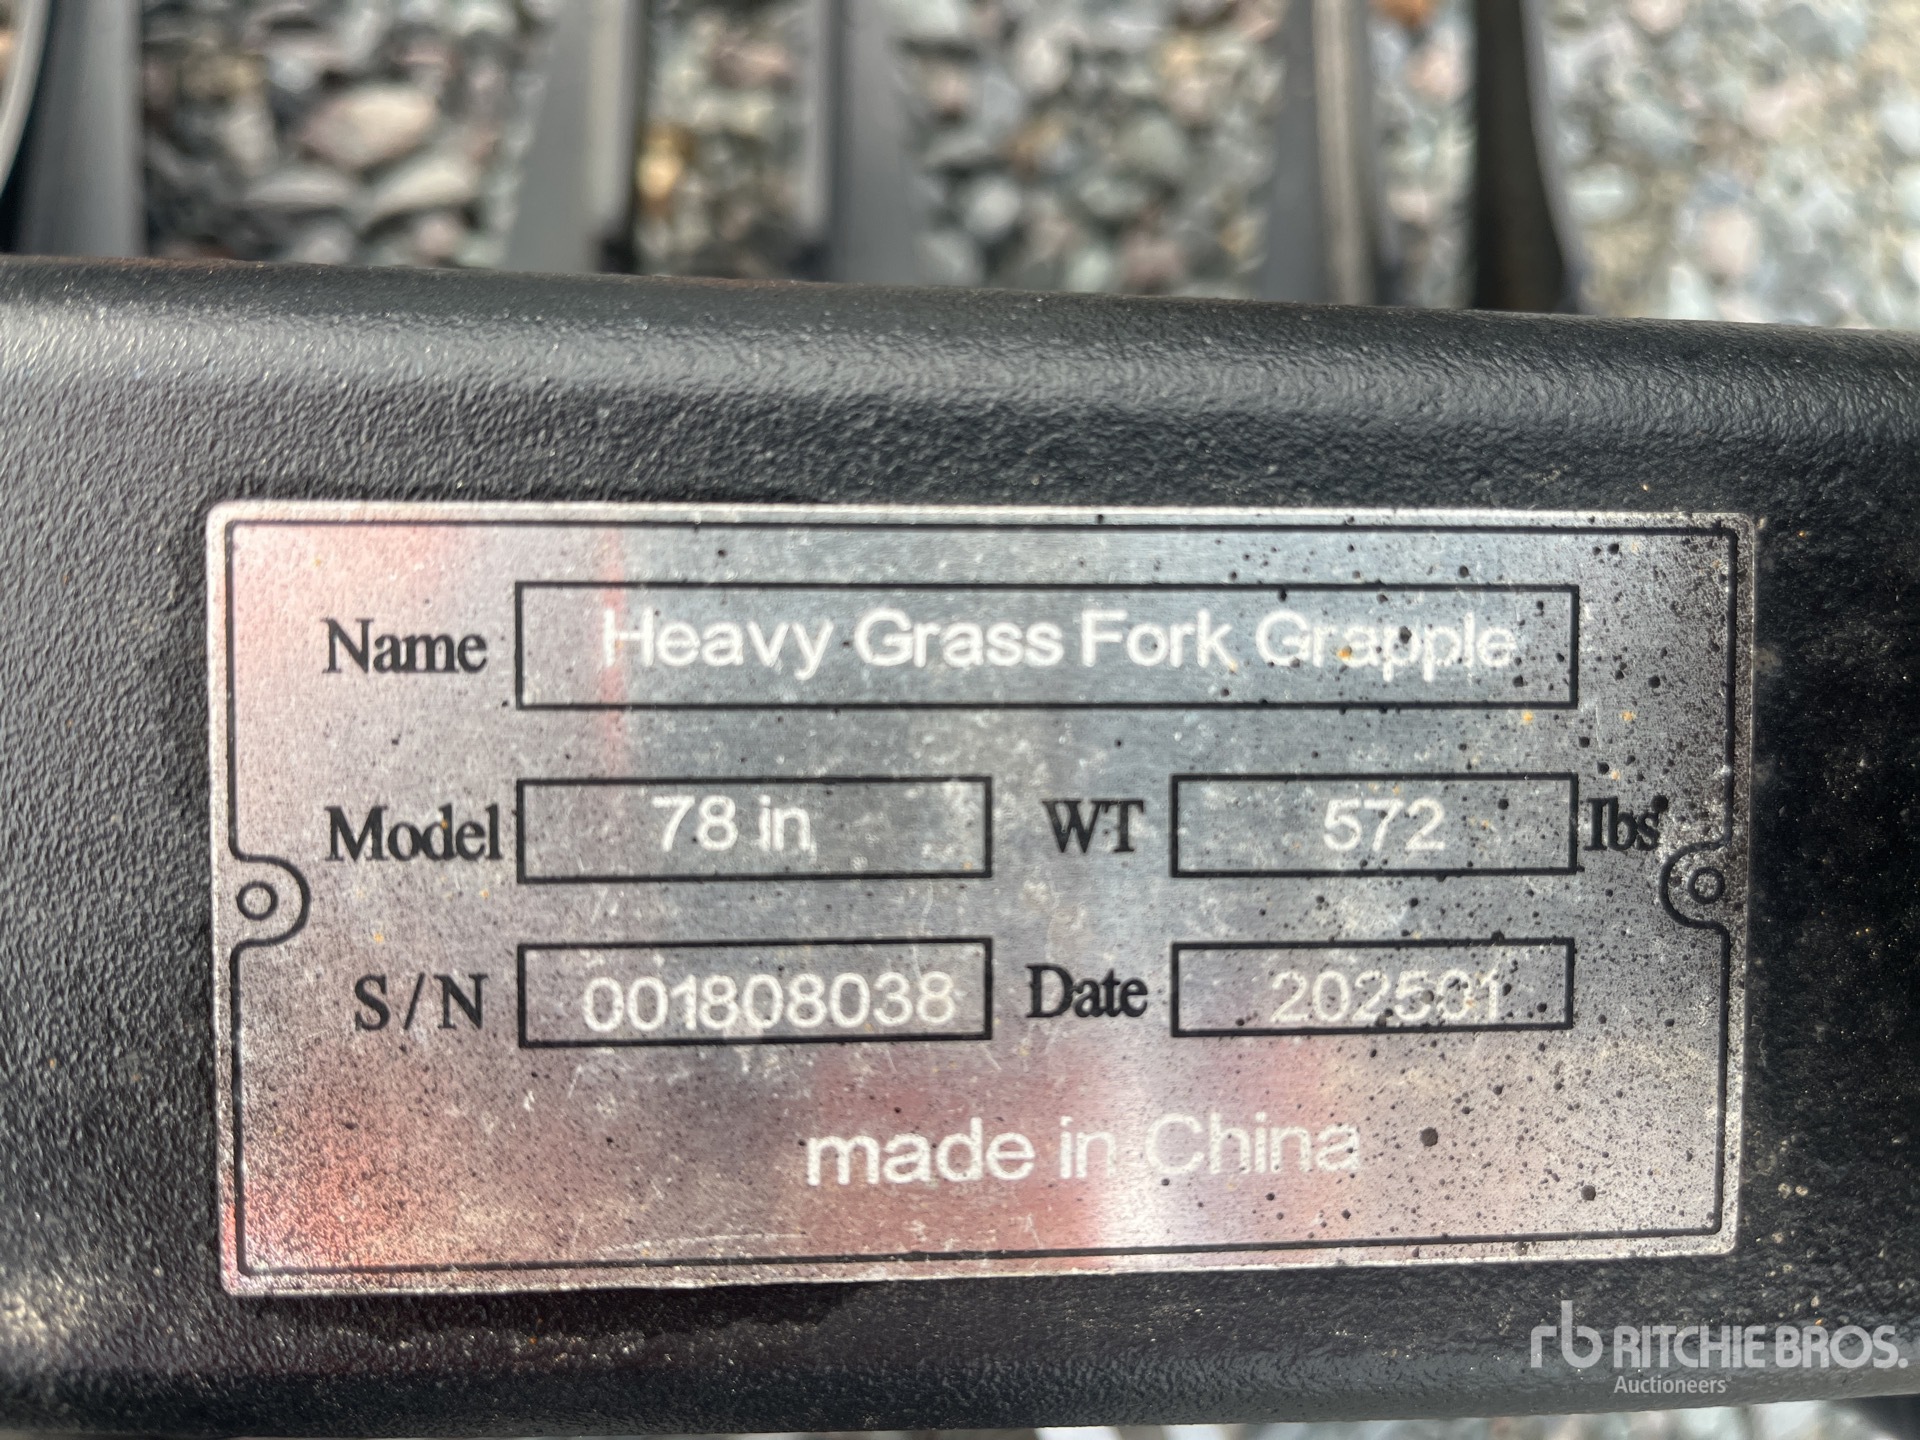 Name Heavy Grass Fork Grapple
Model 78 in WT 572 lbs
S/N 001808038 Date 202501
made in China
rb RITCHIE BROS.
Auctioneers